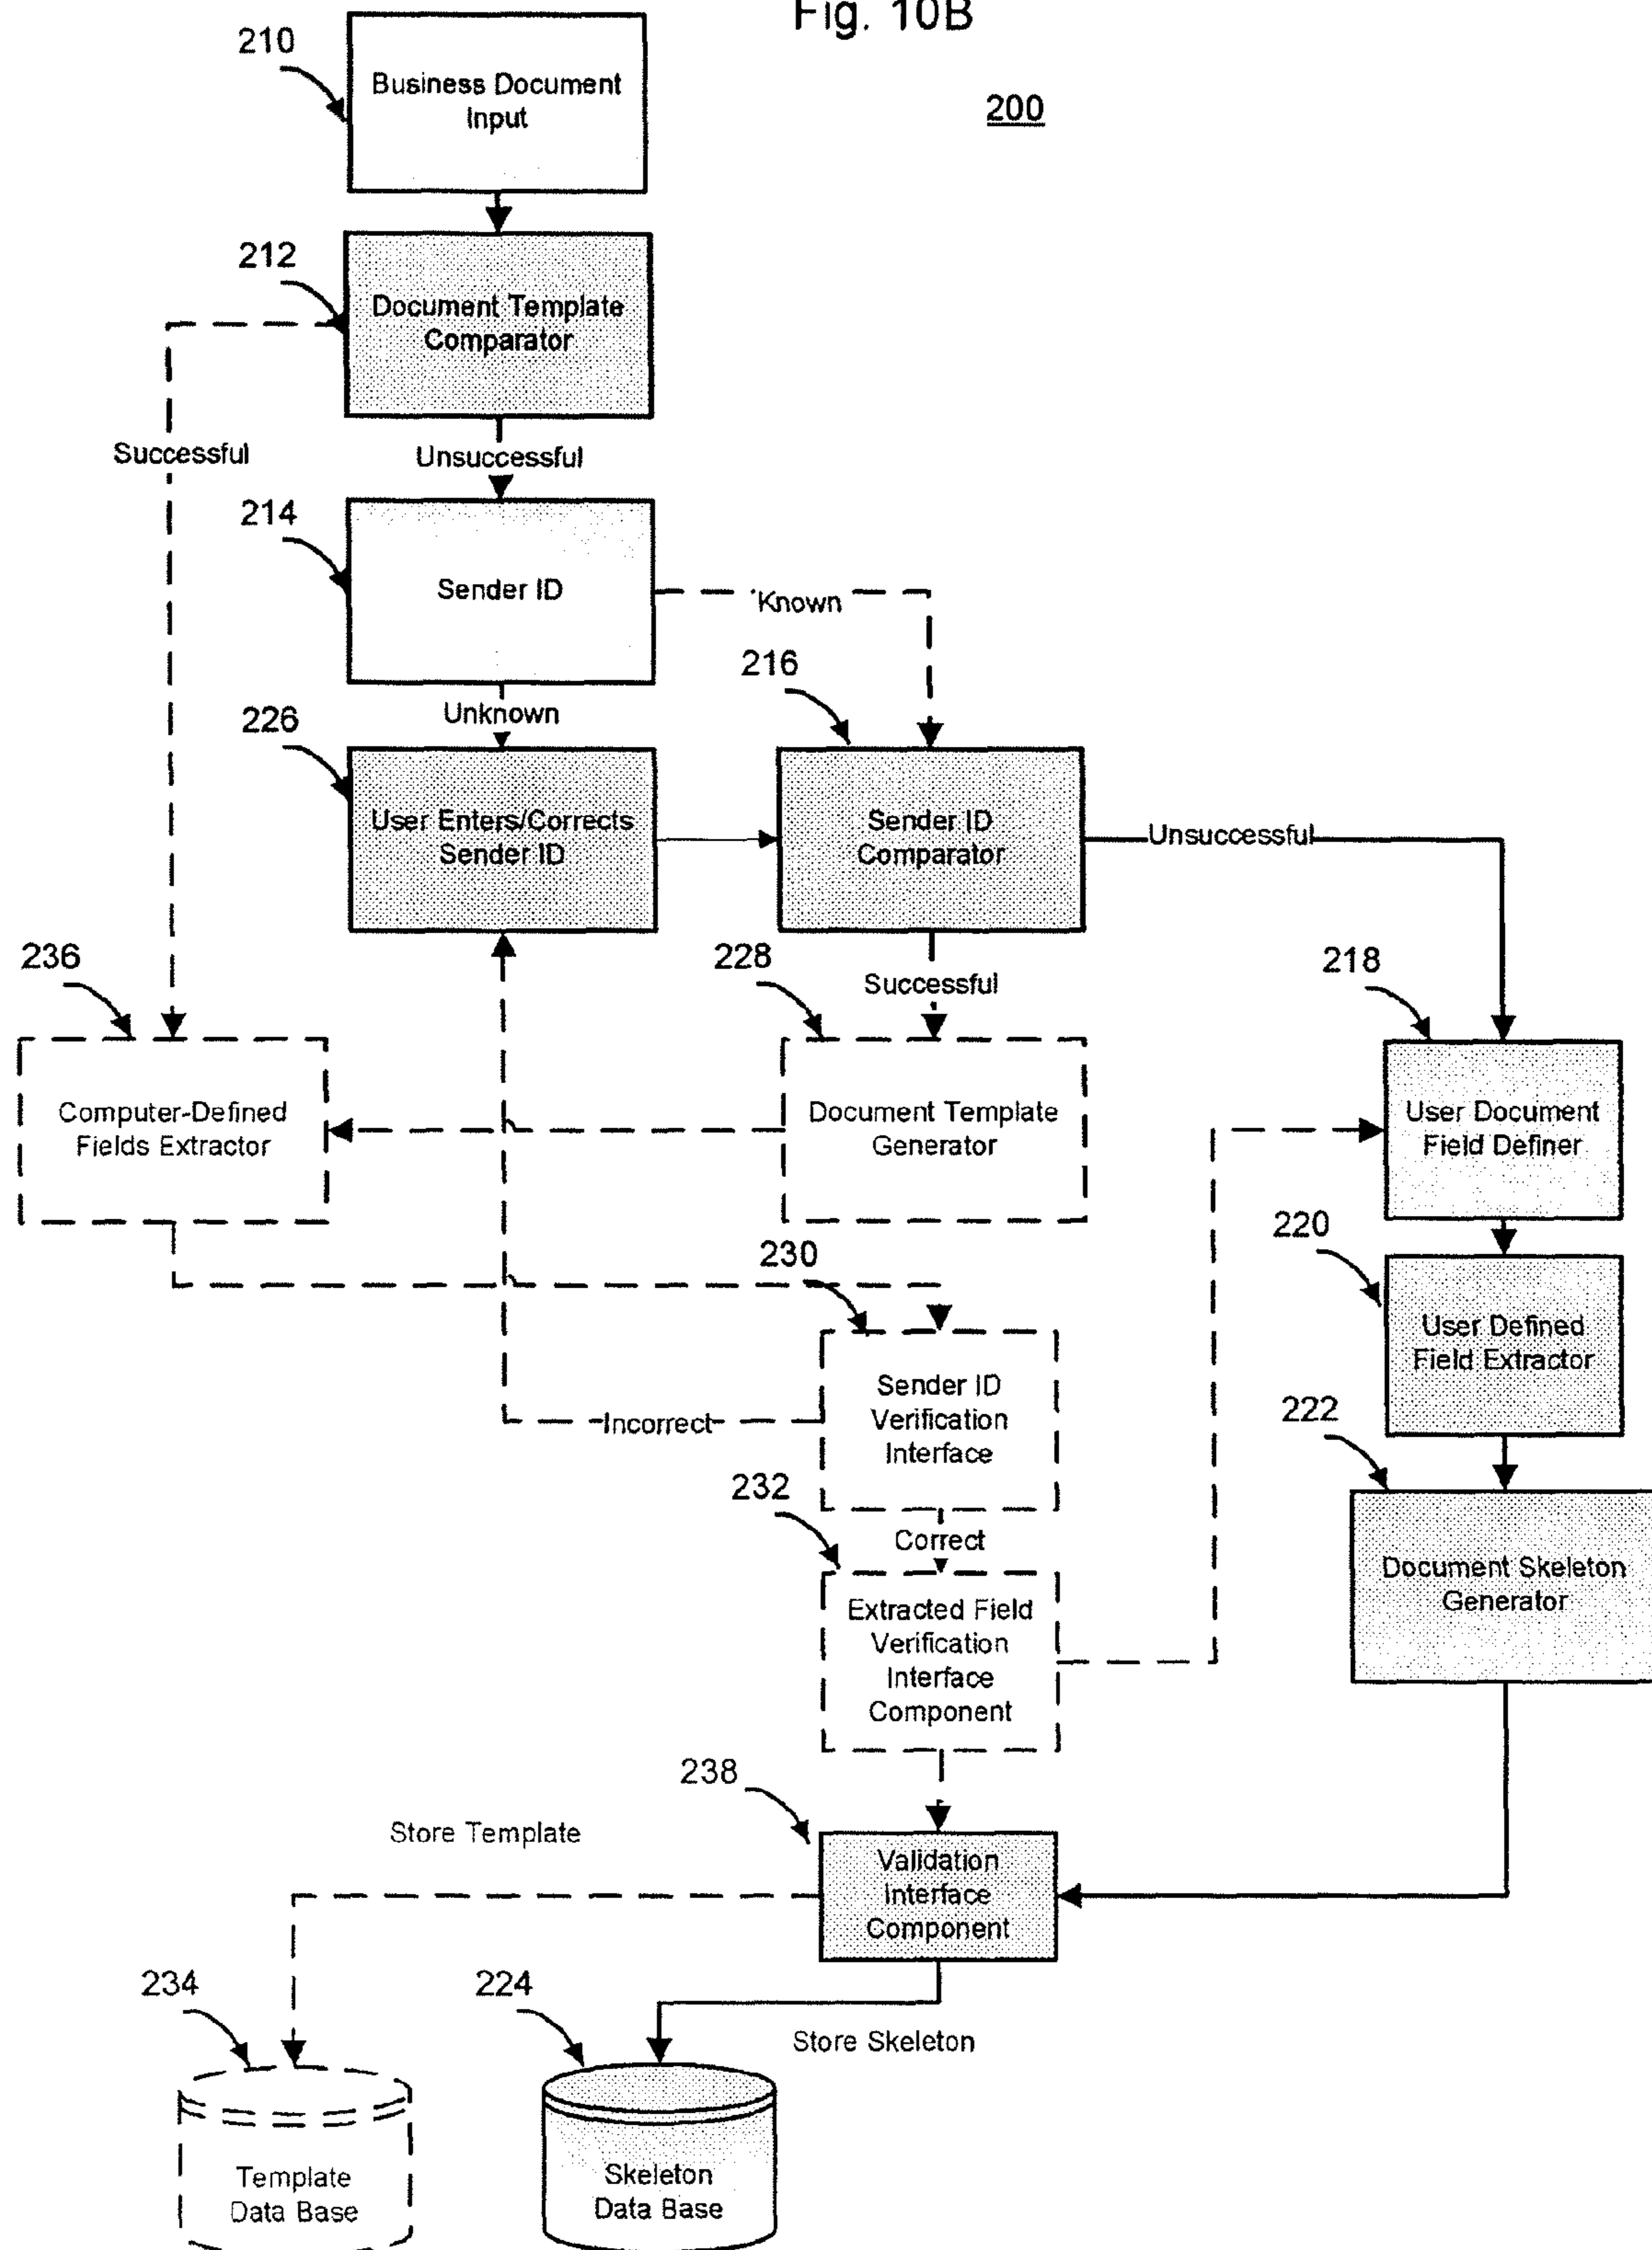 Fig. 10B
200
210
Business Document
Input
212
Document Template
Comparator
Successful
Unsuccessful
214
Sender ID
Known
216
Unknown
226
User Enters/Corrects
Sender ID
Sender ID
Comparator
Unsuccessful
236
228
Successful
218
Computer-Defined
Fields Extractor
Document Template
Generator
User Document
Field Definer
230
220
Sender ID
Verification
Interface
User Defined
Field Extractor
Incorrect
222
232
Correct
Extracted Field
Verification
Interface
Component
Document Skeleton
Generator
238
Store Template
Validation
Interface
Component
234
224
Store Skeleton
Template
Data Base
Skeleton
Data Base